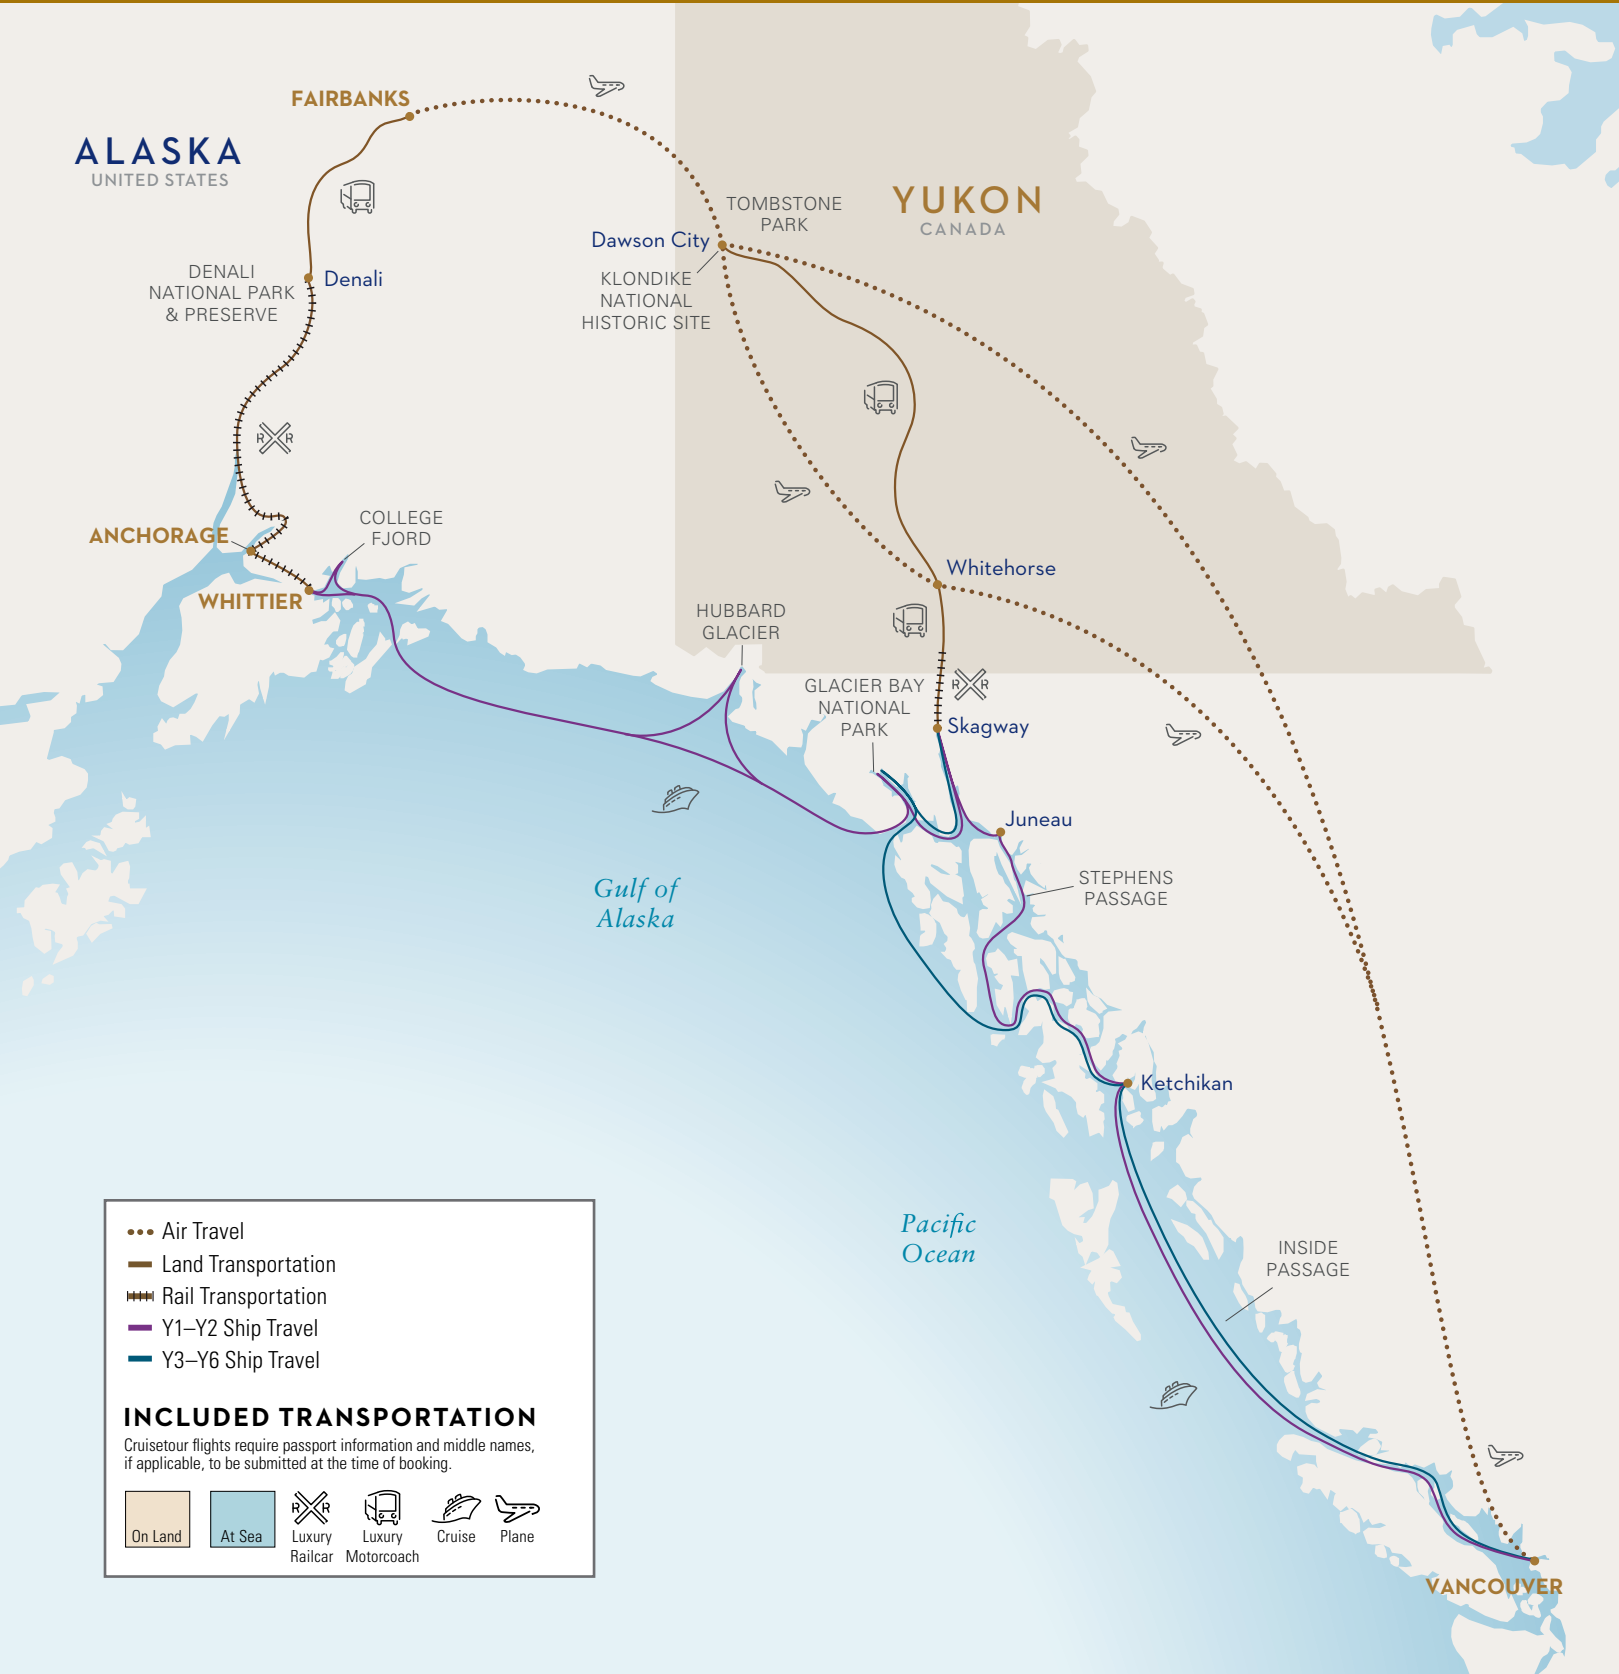 FAIRBANKS
ALASKA
UNITED STATES
TOMBSTONE
PARK
YUKON
CANADA
Dawson City
KLONDIKE
NATIONAL
HISTORIC SITE
DENALI
NATIONAL PARK
& PRESERVE
Denali
R R
ANCHORAGE
COLLEGE
FJORD
WHITTIER
Whitehorse
HUBBARD
GLACIER
R R
GLACIER BAY
NATIONAL
PARK
Skagway
Juneau
STEPHENS
PASSAGE
Gulf of
Alaska
Ketchikan
Pacific
Ocean
INSIDE
PASSAGE
VANCOUVER
Air Travel
Land Transportation
Rail Transportation
Y1–Y2 Ship Travel
Y3–Y6 Ship Travel
INCLUDED TRANSPORTATION
Cruisetour flights require passport information and middle names,
if applicable, to be submitted at the time of booking.
On Land
At Sea
R R
Luxury
Railcar
Luxury
Motorcoach
Cruise
Plane